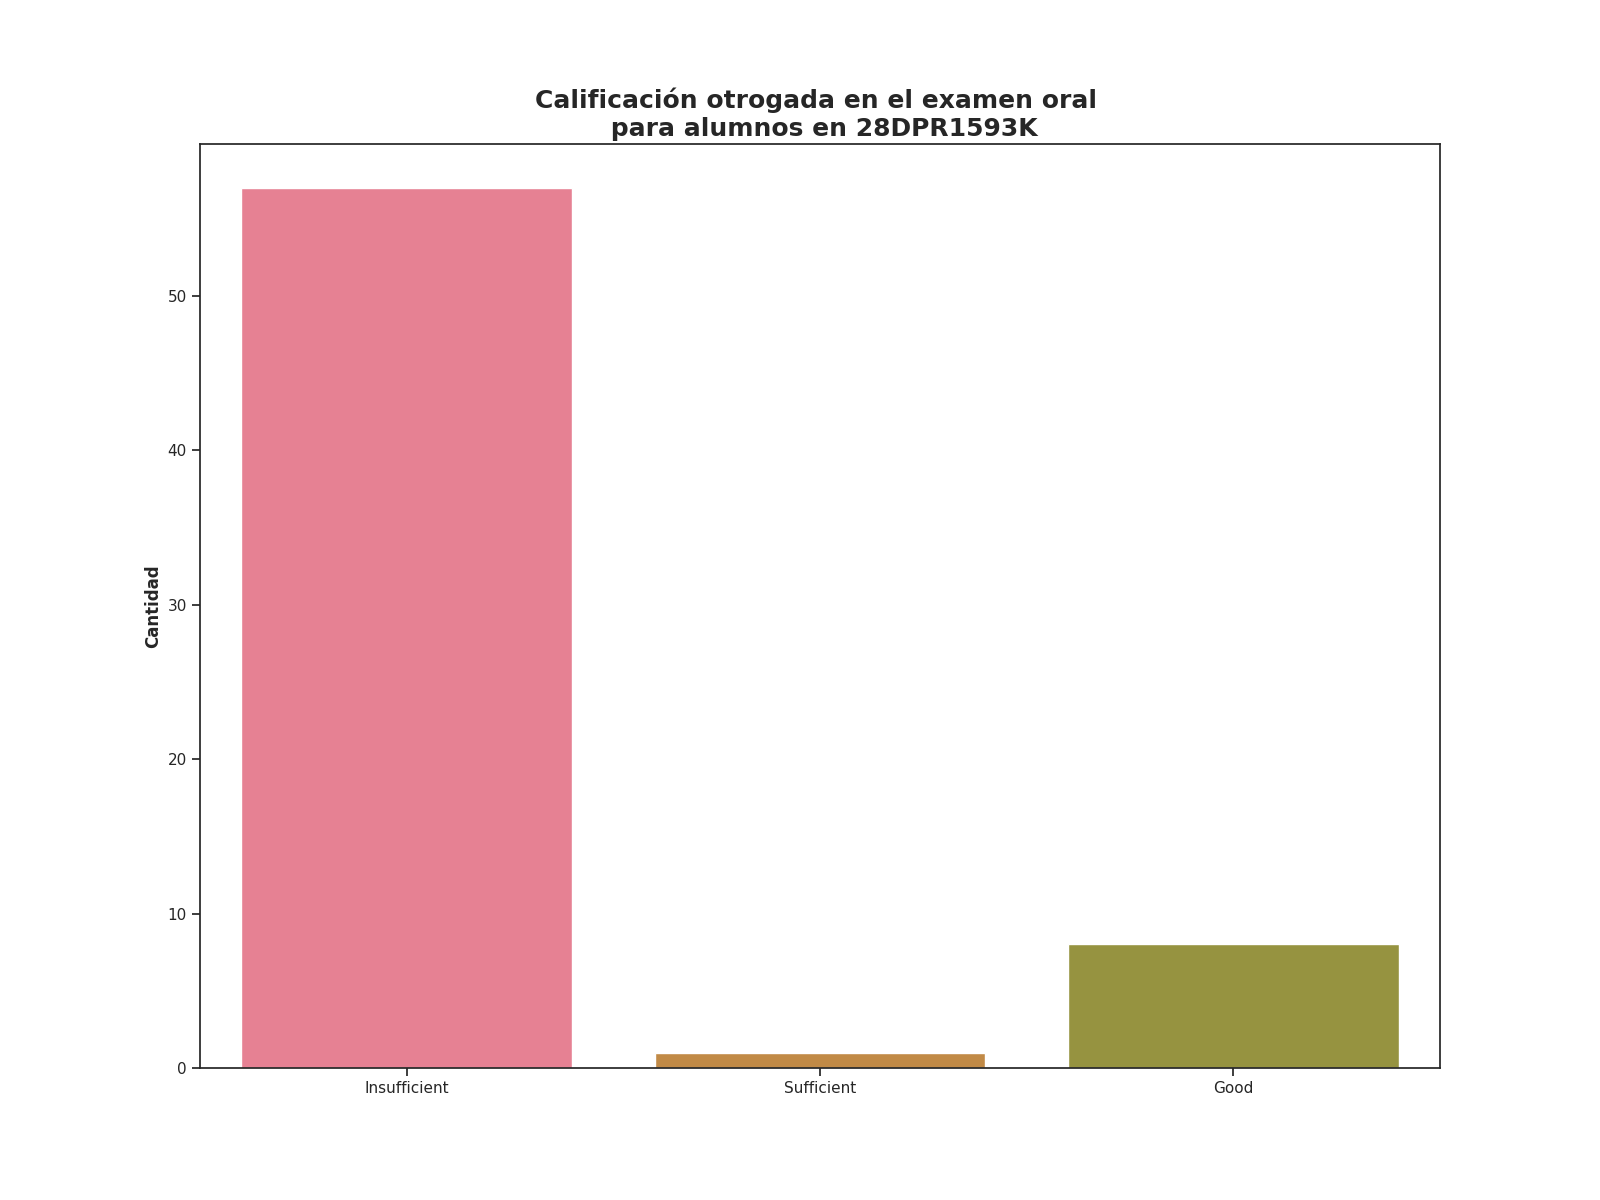 Calificación otrogada en el examen oral
para alumnos en 28DPR1593K
Cantidad
50
40
30
20
10
0
Insufficient
Sufficient
Good